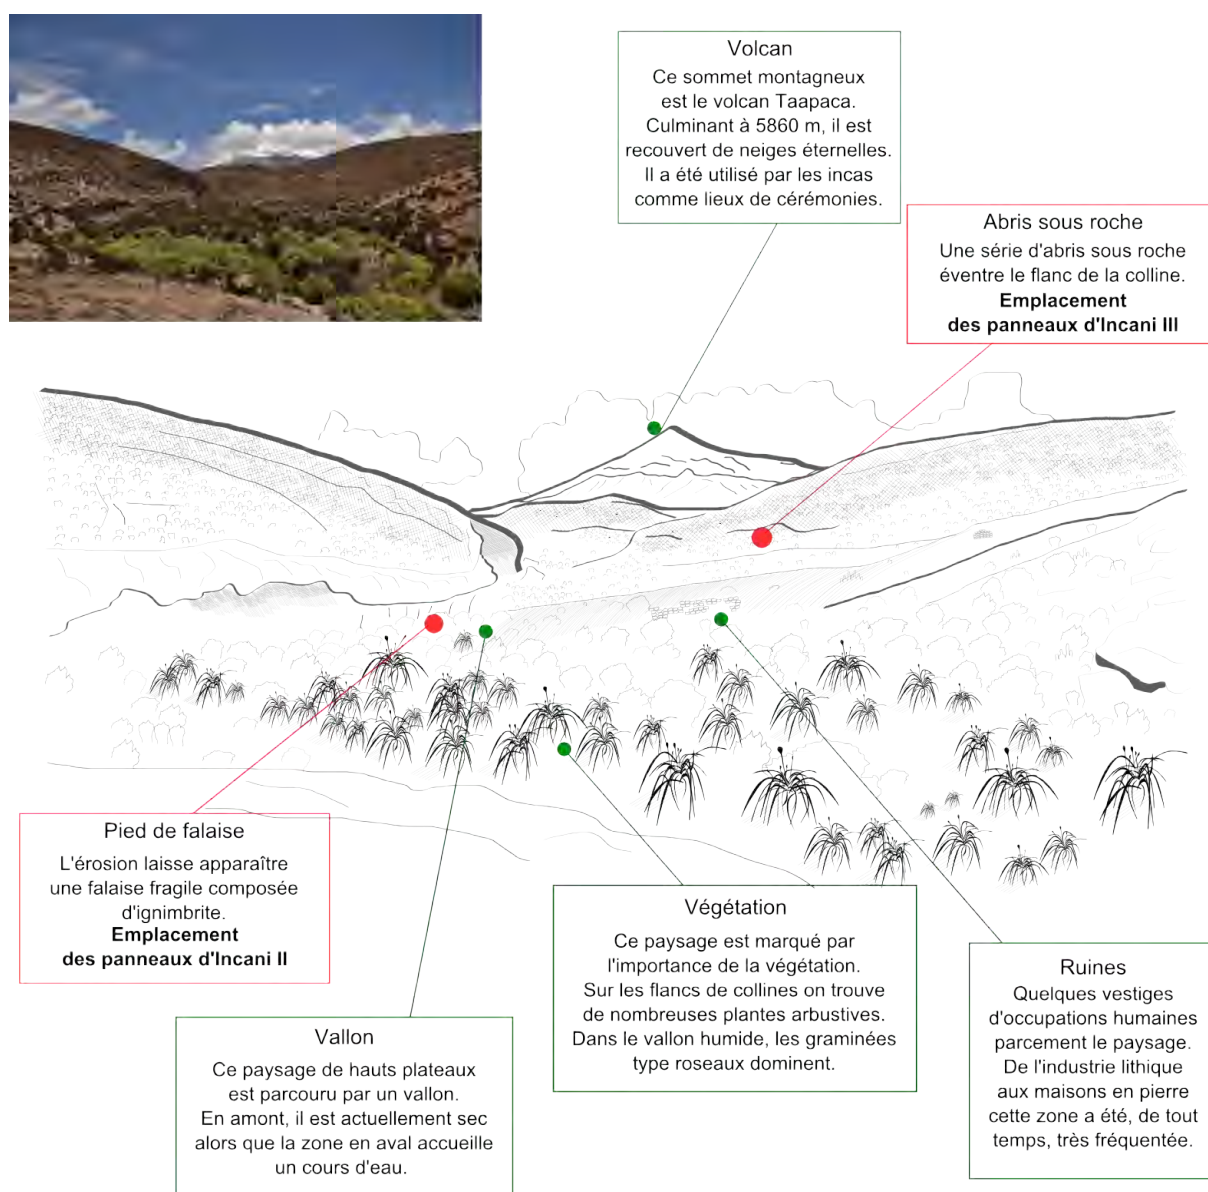 Volcan
Ce sommet montagneux
est le volcan Taapaca.
Culminant à 5860 m, il est
recouvert de neiges éternelles.
Il a été utilisé par les incas
comme lieux de cérémonies.
Abris sous roche
Une série d'abris sous roche
éventre le flanc de la colline.
Emplacement
des panneaux d'Incani III
Pied de falaise
L'érosion laisse apparaître
une falaise fragile composée
d'ignimbrite.
Emplacement
des panneaux d'Incani II
Vallon
Ce paysage de hauts plateaux
est parcouru par un vallon.
En amont, il est actuellement sec
alors que la zone en aval accueille
un cours d'eau.
Végétation
Ce paysage est marqué par
l'importance de la végétation.
Sur les flancs de collines on trouve
de nombreuses plantes arbustives.
Dans le vallon humide, les graminées
type roseaux dominent.
Ruines
Quelques vestiges
d'occupations humaines
parcement le paysage.
De l'industrie lithique
aux maisons en pierre
cette zone a été, de tout
temps, très fréquentée.